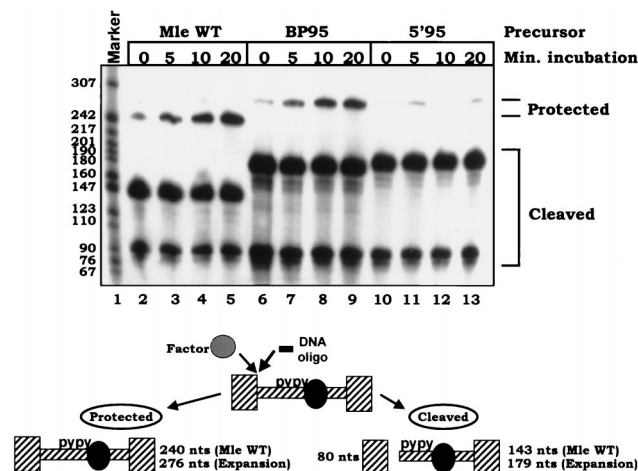 Marker
Mle WT BP95 5'95 Precursor
0 5 10 20 0 5 10 20 0 5 10 20 Min. incubation
307
242
217
201
190
180
160
147
123
110
90
76
67
Protected
Cleaved
1 2 3 4 5 6 7 8 9 10 11 12 13
Factor
DNA
oligo
pypy
Protected
Cleaved
pypy
240 nts (Mle WT)
276 nts (Expansion)
80 nts
pypy
143 nts (Mle WT)
179 nts (Expansion)